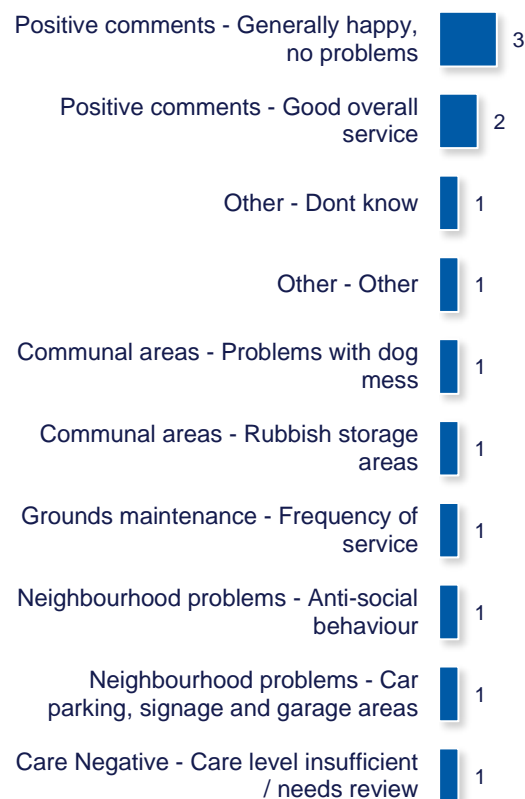 Positive comments - Generally happy,
no problems
3
Positive comments - Good overall
service
2
Other - Dont know
1
Other - Other
1
Communal areas - Problems with dog
mess
1
Communal areas - Rubbish storage
areas
1
Grounds maintenance - Frequency of
service
1
Neighbourhood problems - Anti-social
behaviour
1
Neighbourhood problems - Car
parking, signage and garage areas
1
Care Negative - Care level insufficient
/ needs review
1